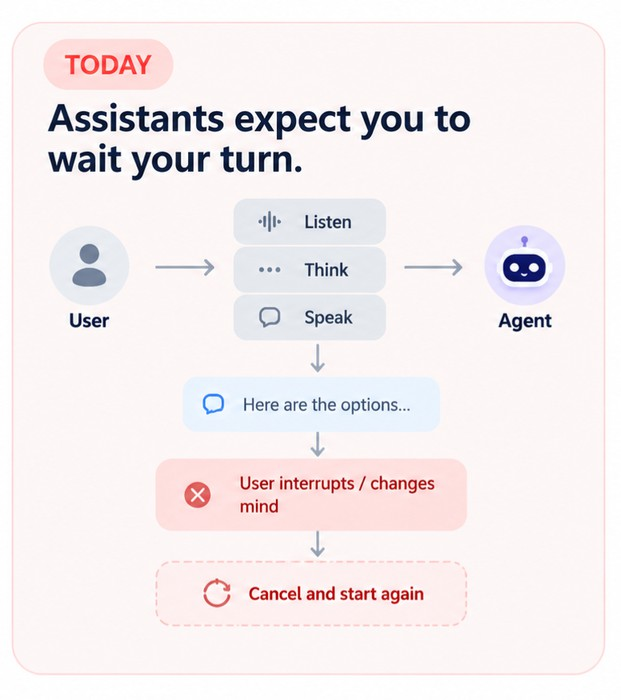 TODAY
Assistants expect you to
wait your turn.
Listen
Think
Speak
User
Agent
Here are the options...
User interrupts / changes
mind
Cancel and start again